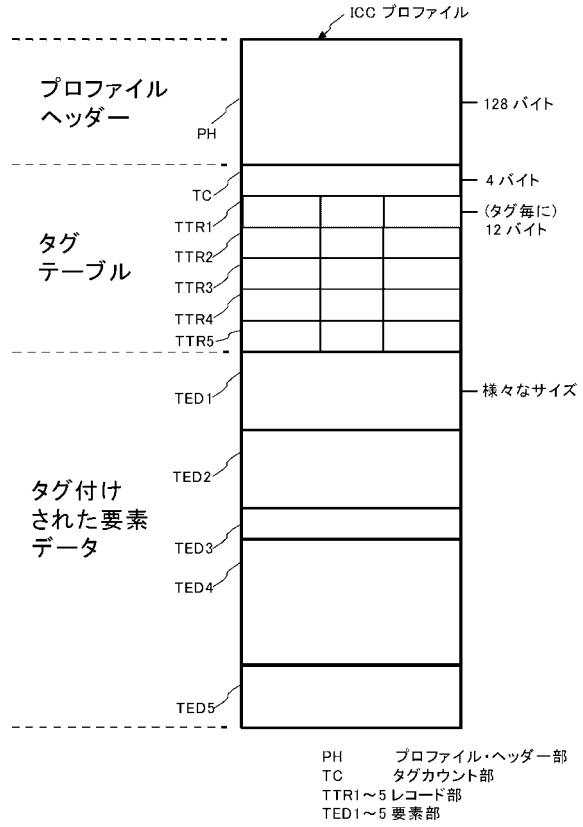 ICC プロファイル
プロファイル
ヘッダー
PH
128 バイト
TC
4 バイト
TTR1
(タグ毎に)
12 バイト
タグ
テーブル
TTR2
TTR3
TTR4
TTR5
TED1
様々なサイズ
TED2
タグ付け
された要素
データ
TED3
TED4
TED5
PH プロファイル・ヘッダー部
TC タグカウント部
TTR1～5 レコード部
TED1～5 要素部